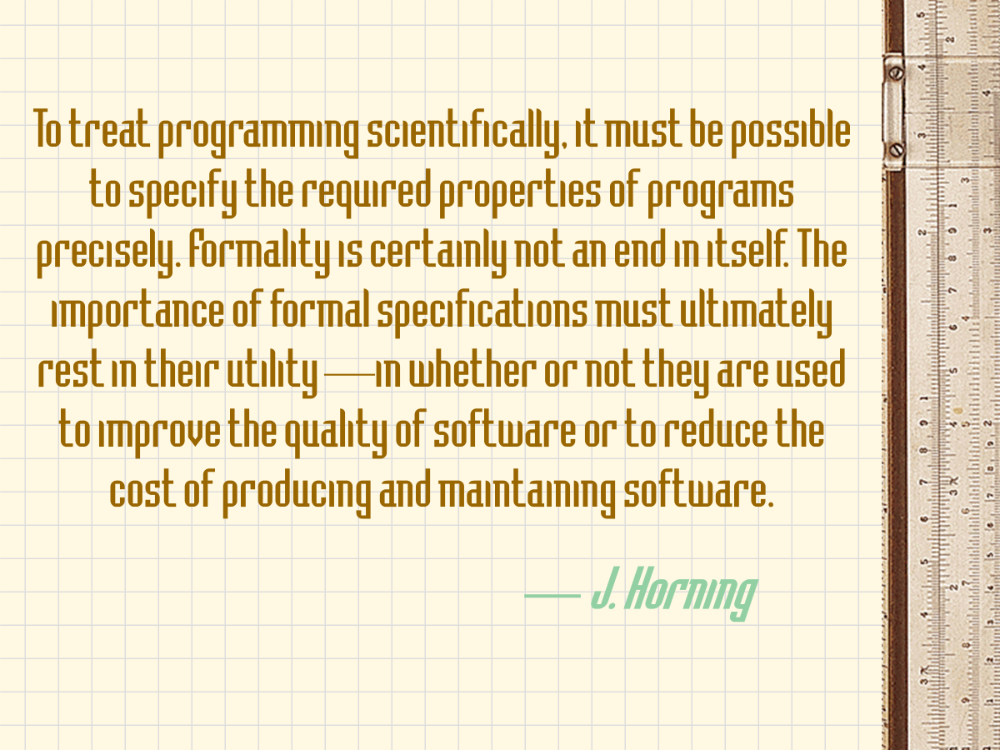 To treat programming scientifically, it must be possible
to specify the required properties of programs
precisely. Formality is certainly not an end in itself. The
importance of formal specifications must ultimately
rest in their utility —in whether or not they are used
to improve the quality of software or to reduce the
cost of producing and maintaining software.
— J. Horning